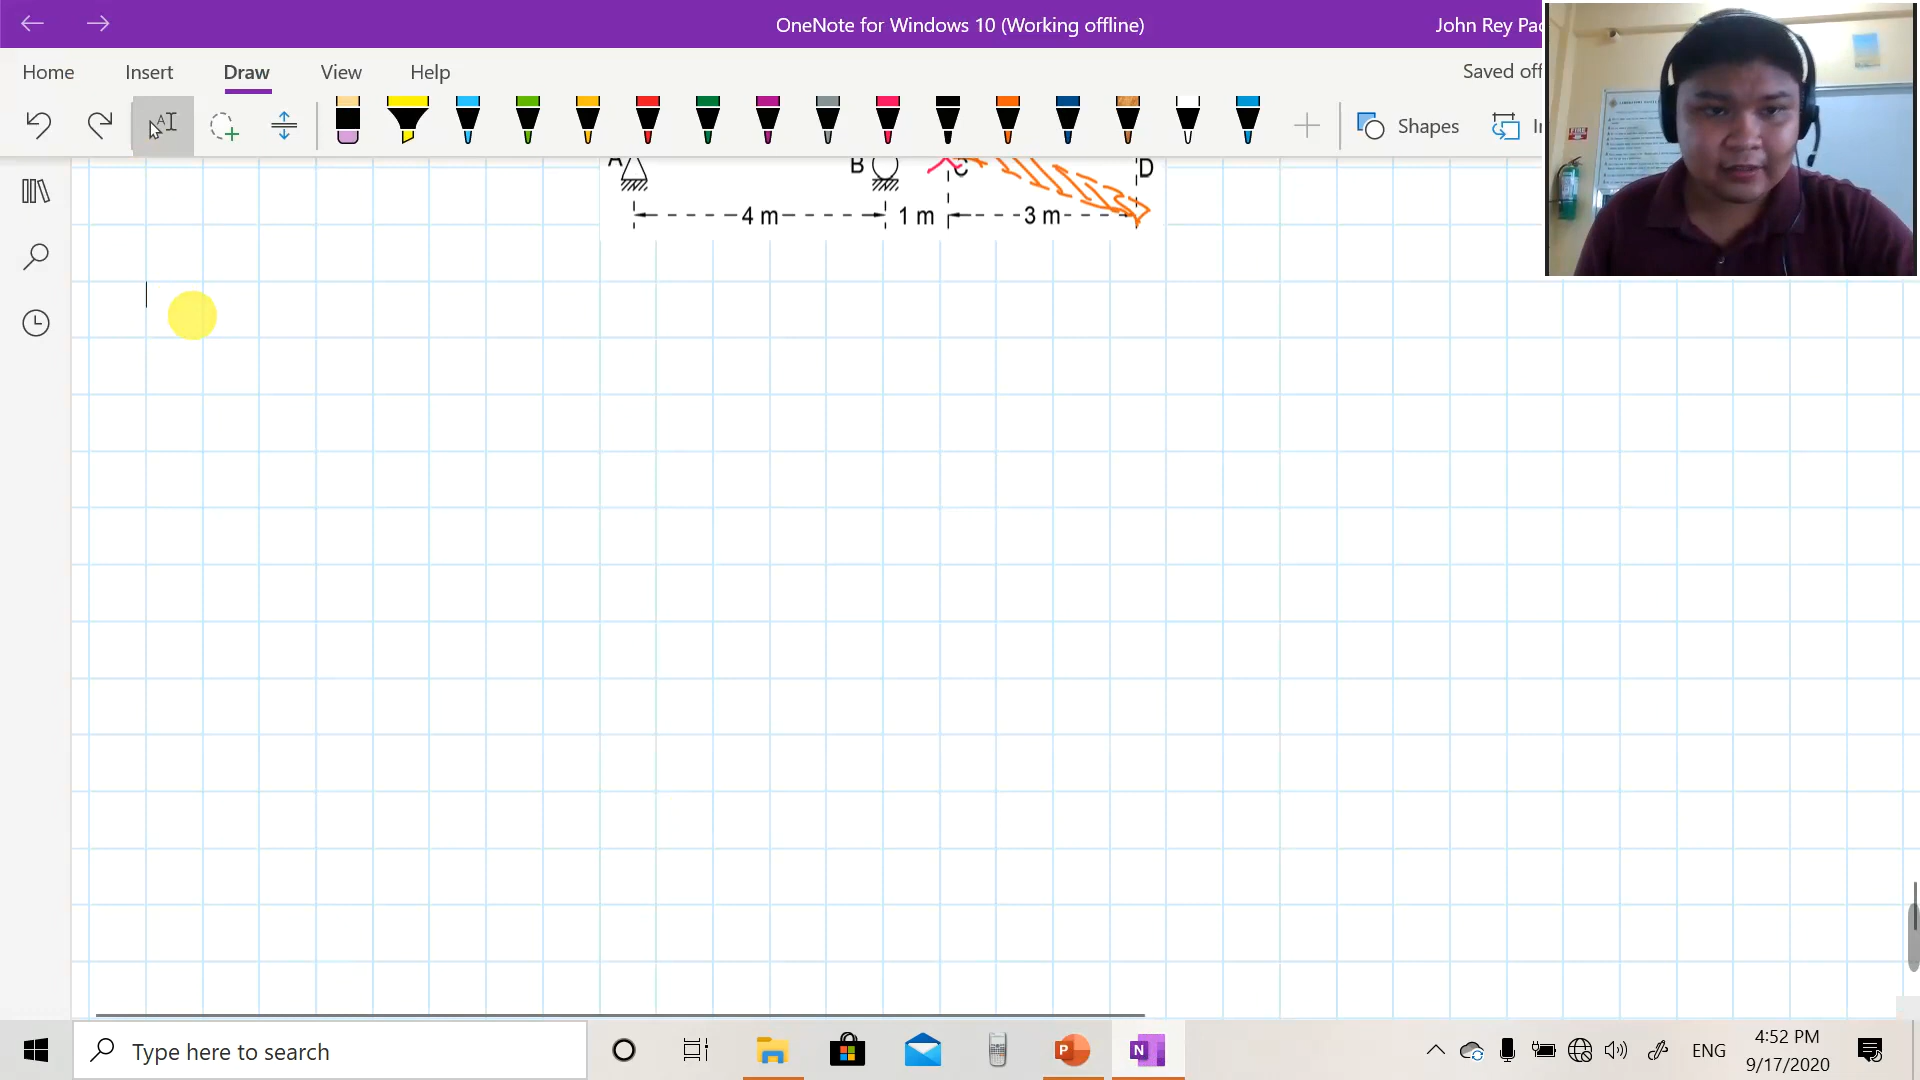 OneNote for Windows 10 (Working offline)
John Rey Pac
Home Insert Draw View Help
Saved off
Shapes
A B C D
4 m 1 m 3 m
Type here to search
ENG
4:52 PM
9/17/2020